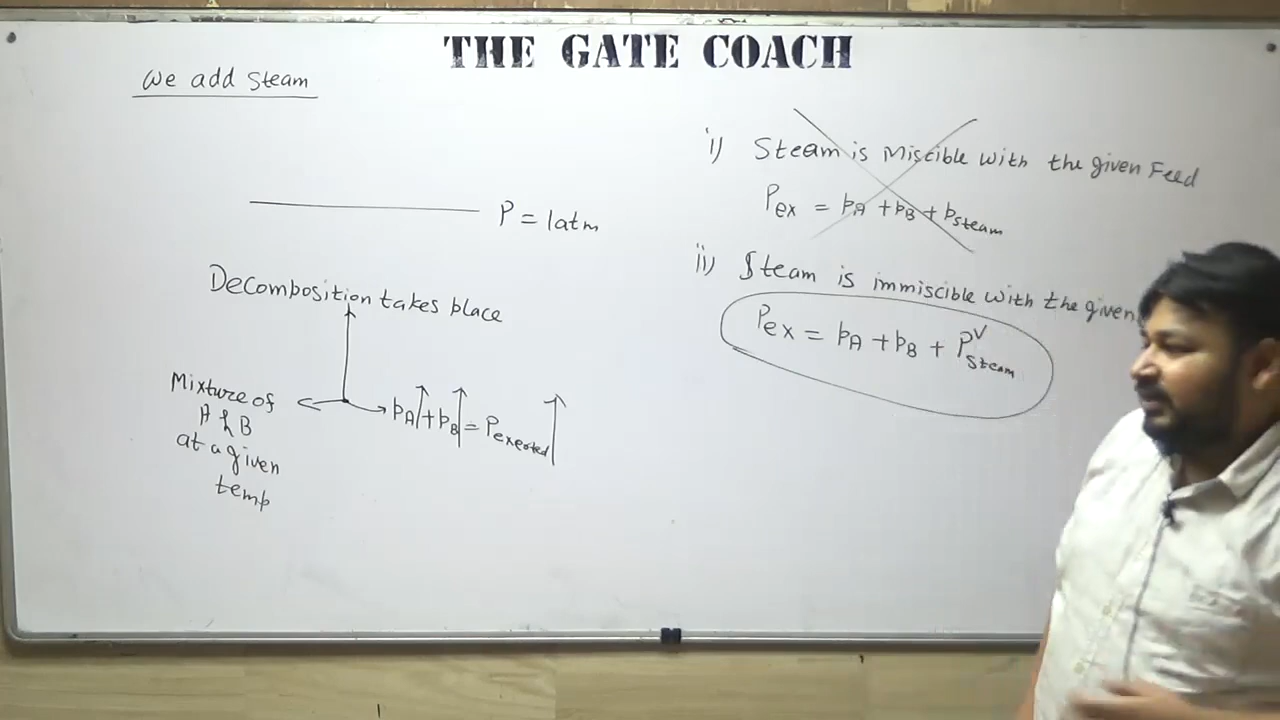 THE GATE COACH
We add Steam
P = 1atm
Decomposition takes place
Mixture of
A & B
at a given
temp
pA + pB = Pexerted
i) Steam is Miscible with the given Feed
Pex = pA + pB + pSteam
ii) Steam is immiscible with the given
Pex = pA + pB + P^V Steam